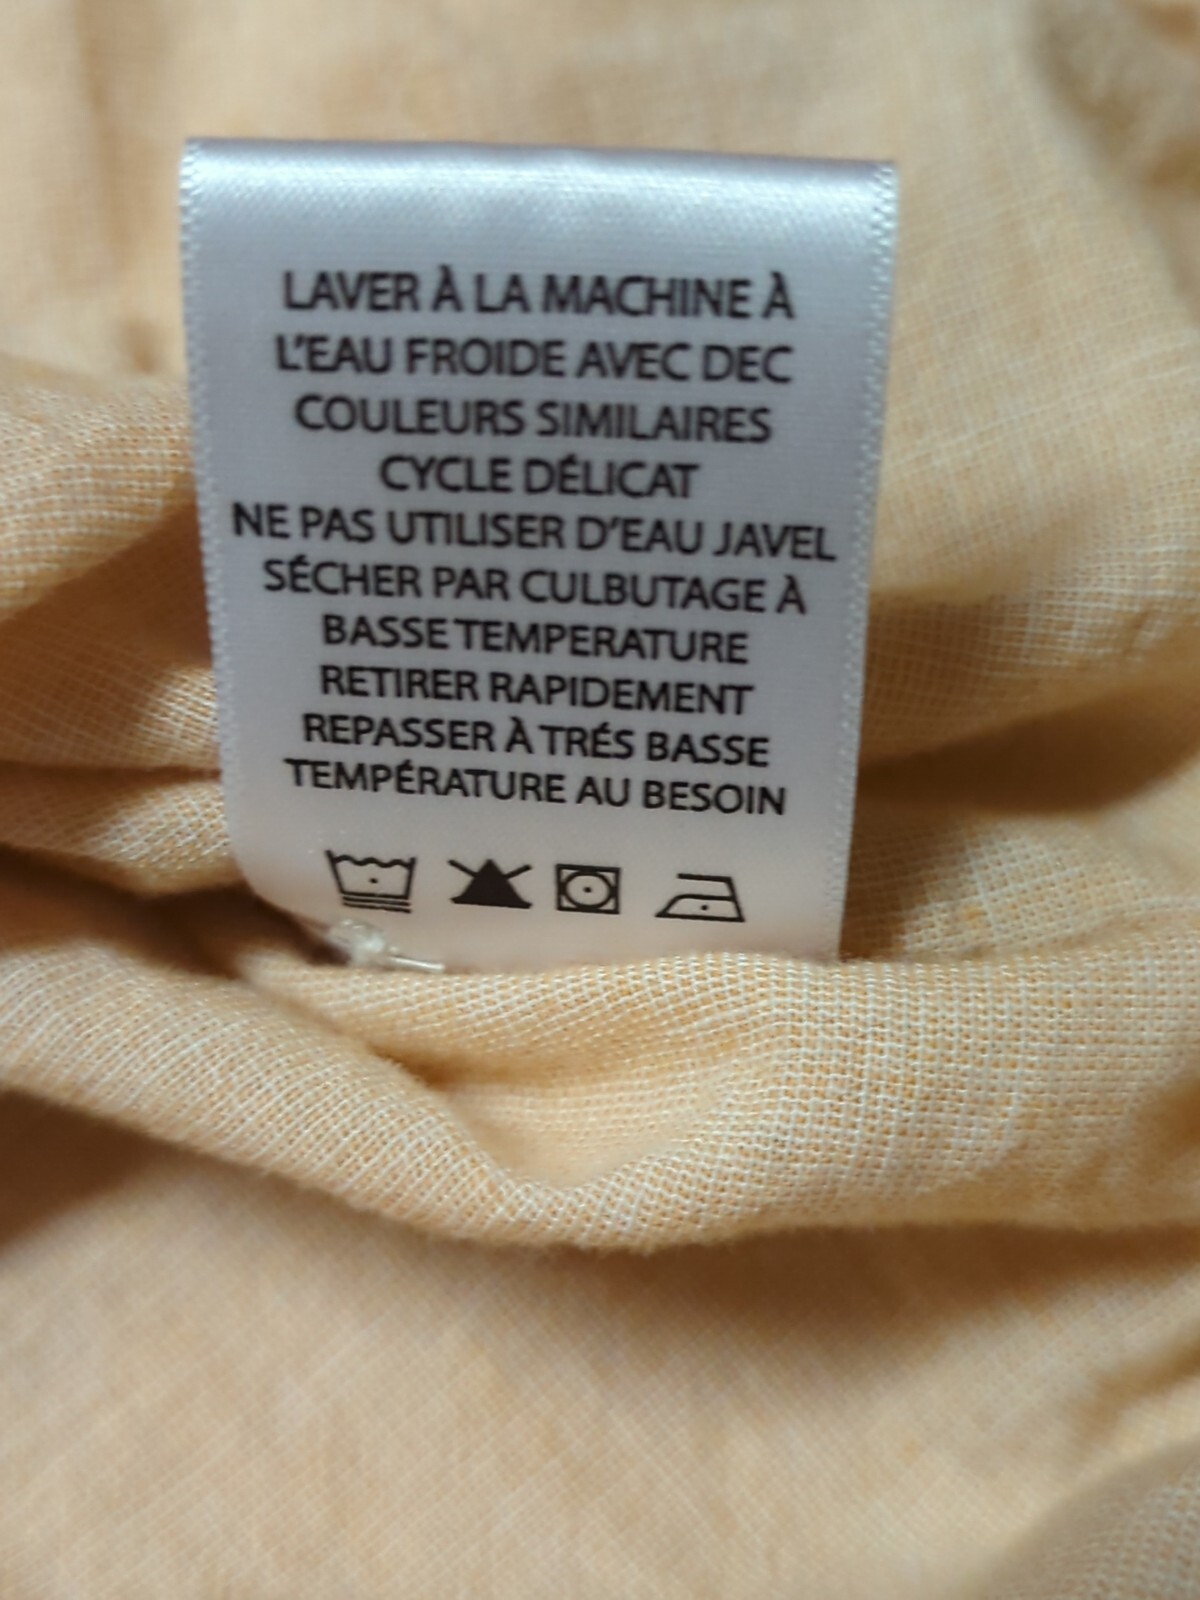 LAVER À LA MACHINE À
L'EAU FROIDE AVEC DEC
COULEURS SIMILAIRES
CYCLE DÉLICAT
NE PAS UTILISER D'EAU JAVEL
SÉCHER PAR CULBUTAGE À
BASSE TEMPERATURE
RETIRER RAPIDEMENT
REPASSER À TRÉS BASSE
TEMPÉRATURE AU BESOIN